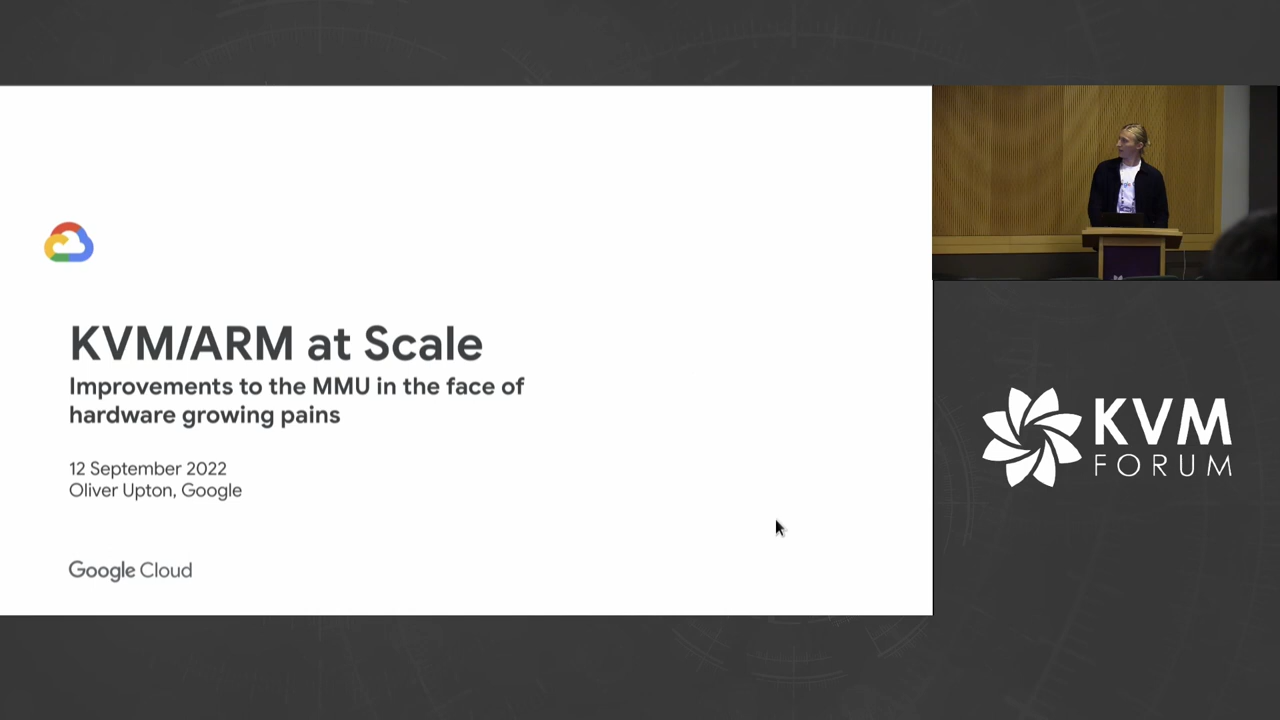 KVM/ARM at Scale
Improvements to the MMU in the face of
hardware growing pains
12 September 2022
Oliver Upton, Google
Google Cloud
KVM
FORUM